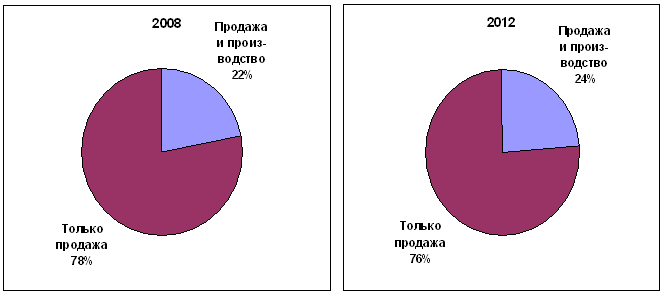 2008
Продажа
и произ-
водство
22%
Только
продажа
78%
2012
Продажа
и произ-
водство
24%
Только
продажа
76%